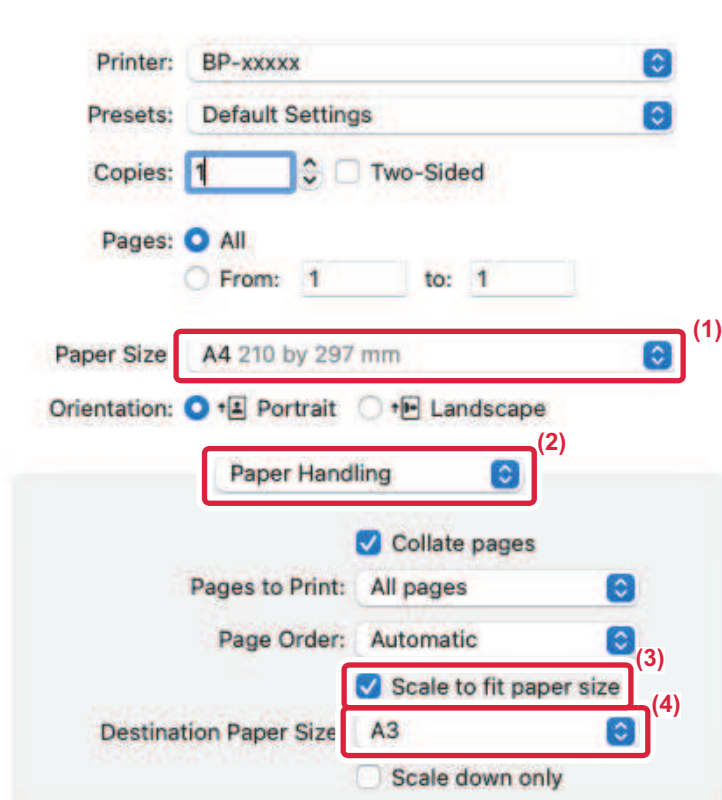 Printer: BP-xxxxx
Presets: Default Settings
Copies: 1 Two-Sided
Pages: All
From: 1 to: 1
(1)
Paper Size A4 210 by 297 mm
Orientation: Portrait Landscape
(2)
Paper Handling
Collate pages
Pages to Print: All pages
Page Order: Automatic
(3)
Scale to fit paper size
(4)
Destination Paper Size A3
Scale down only